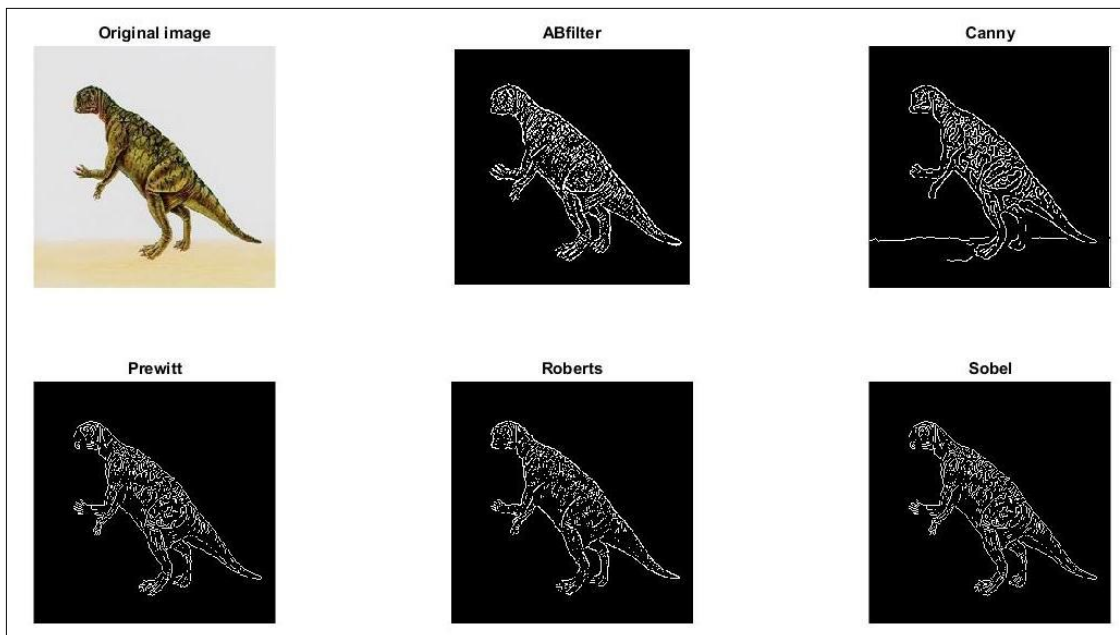 Original image
ABfilter
Canny
Prewitt
Roberts
Sobel